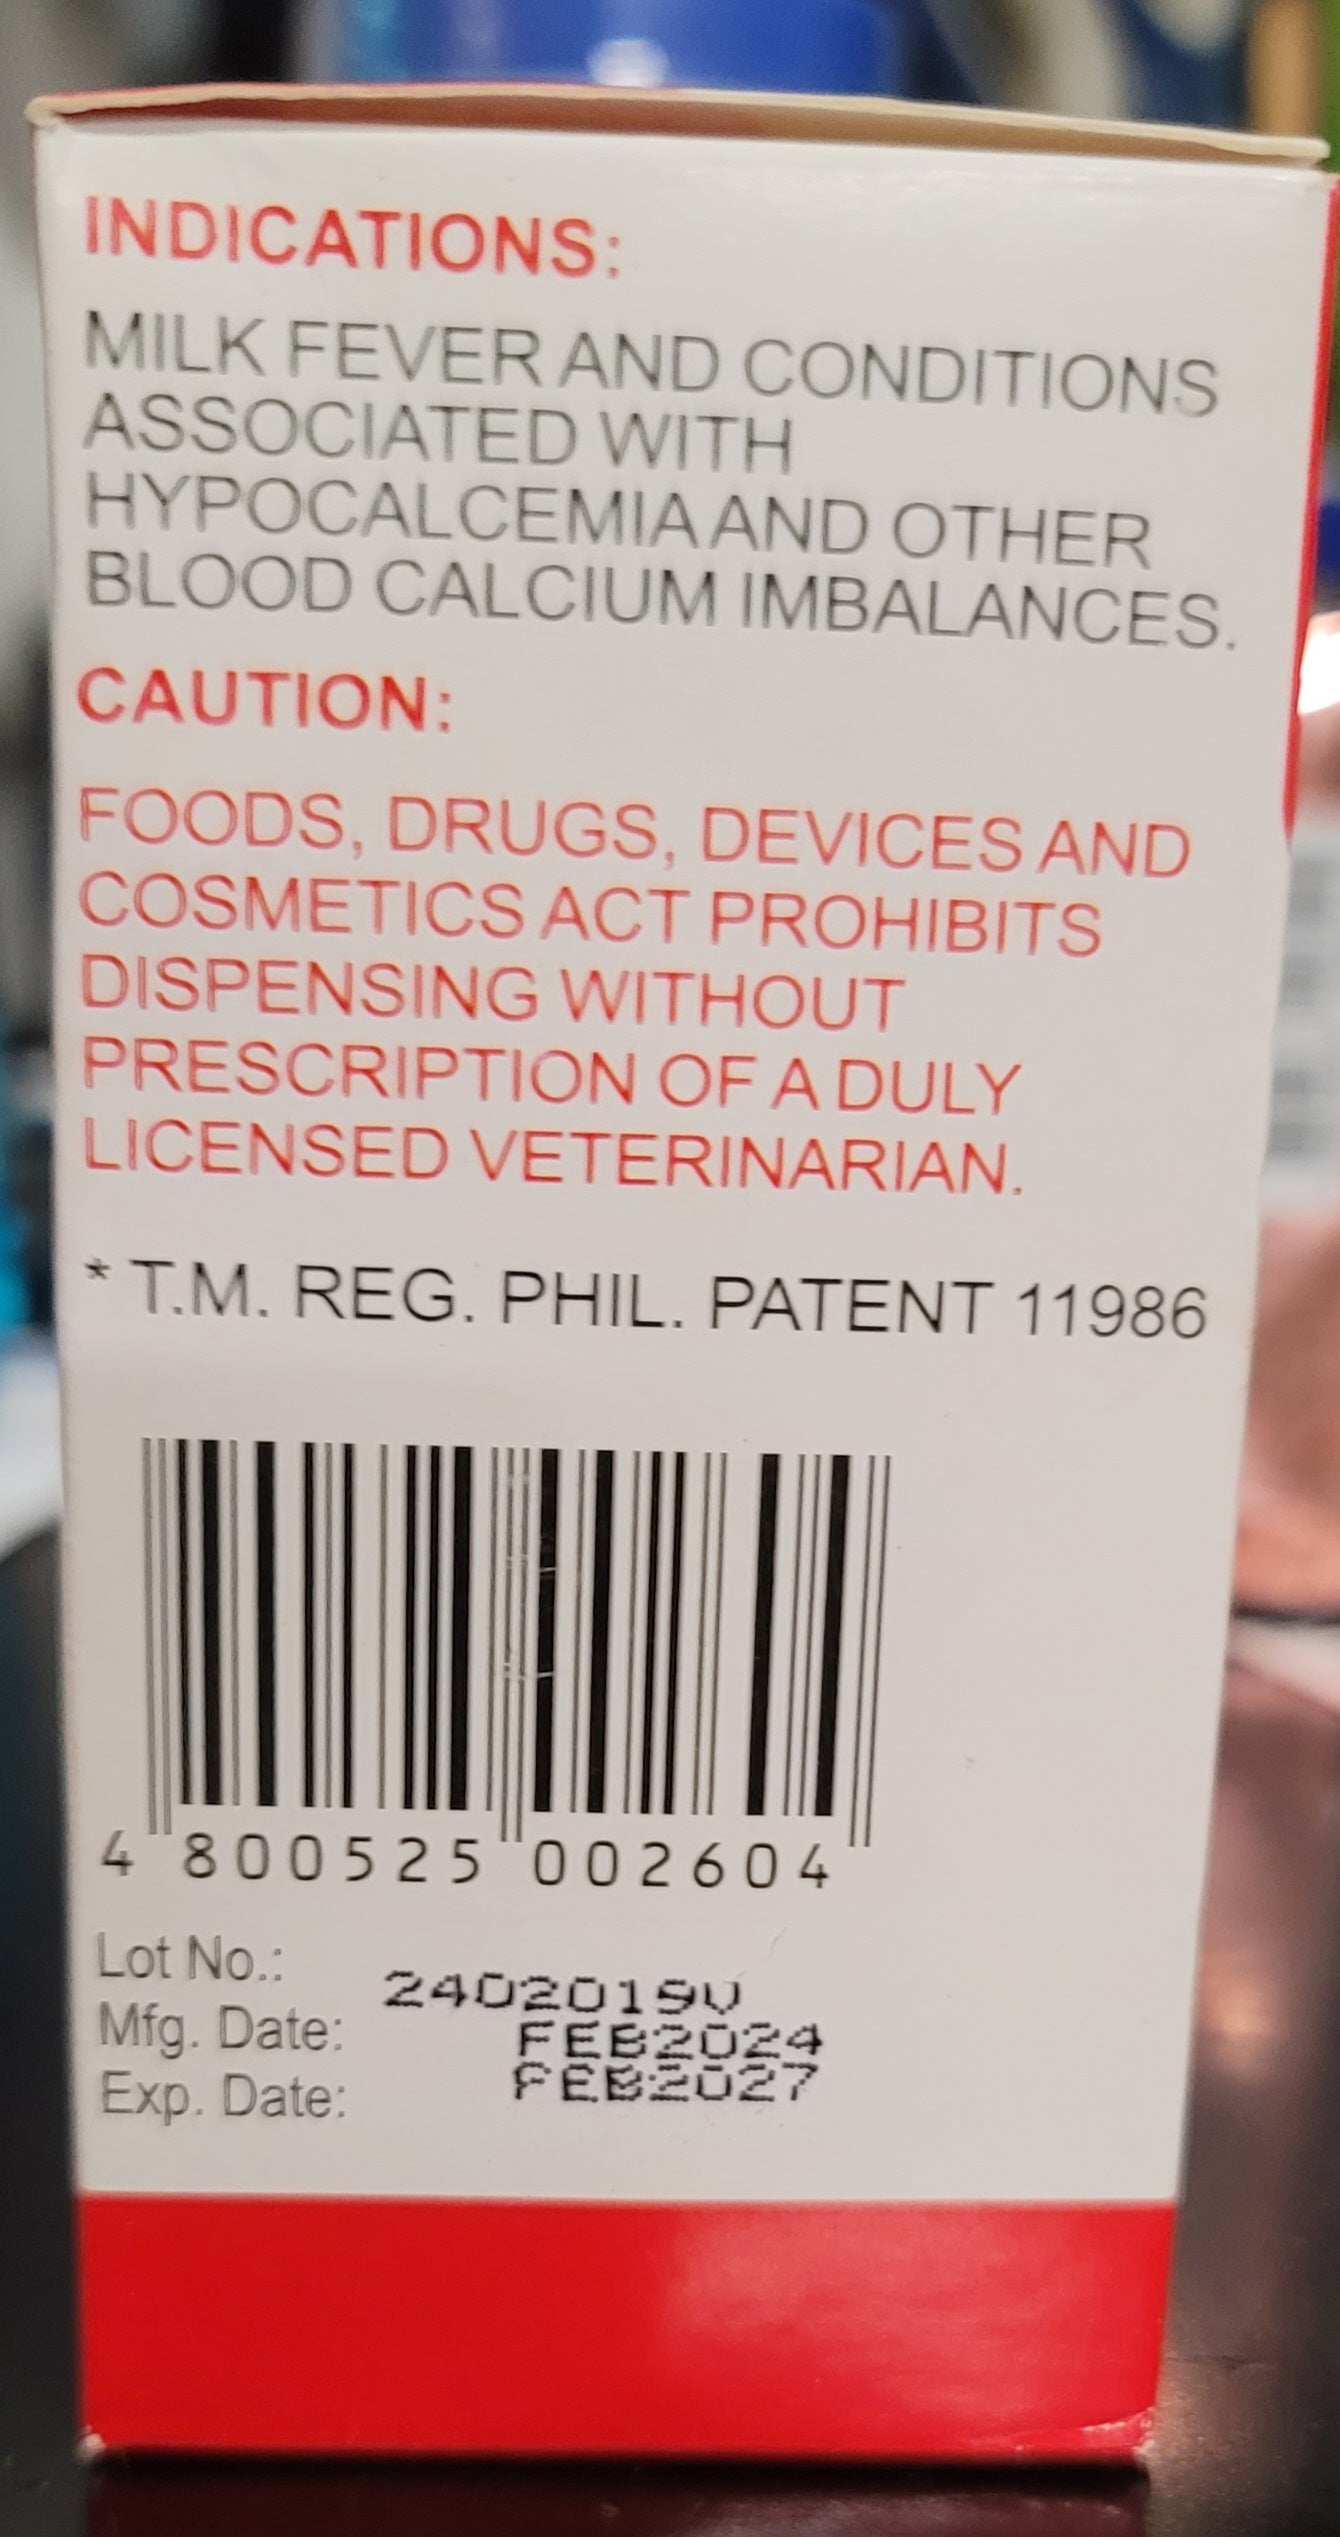 INDICATIONS:
MILK FEVER AND CONDITIONS
ASSOCIATED WITH
HYPOCALCEMIA AND OTHER
BLOOD CALCIUM IMBALANCES.
CAUTION:
FOODS, DRUGS, DEVICES AND
COSMETICS ACT PROHIBITS
DISPENSING WITHOUT
PRESCRIPTION OF A DULY
LICENSED VETERINARIAN.
* T.M. REG. PHIL. PATENT 11986
4 800525 002604
Lot No.: 2402019V
Mfg. Date: FEB2024
Exp. Date: FEB2027